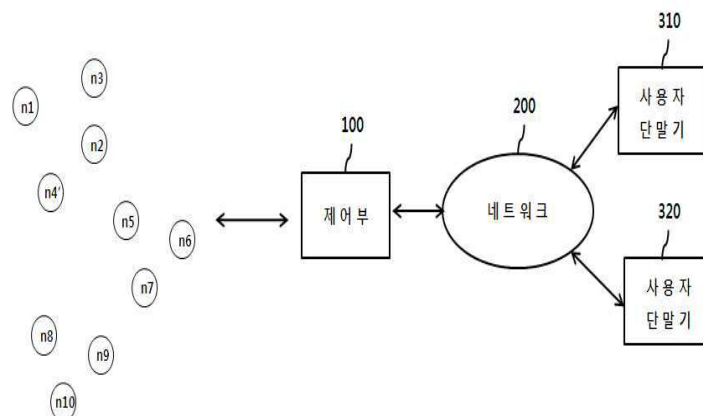 310
n3
n1
사용자
단말기
100
200
n2
n4'
제어부
네트워크
n5
n6
320
n7
사용자
단말기
n8
n9
n10